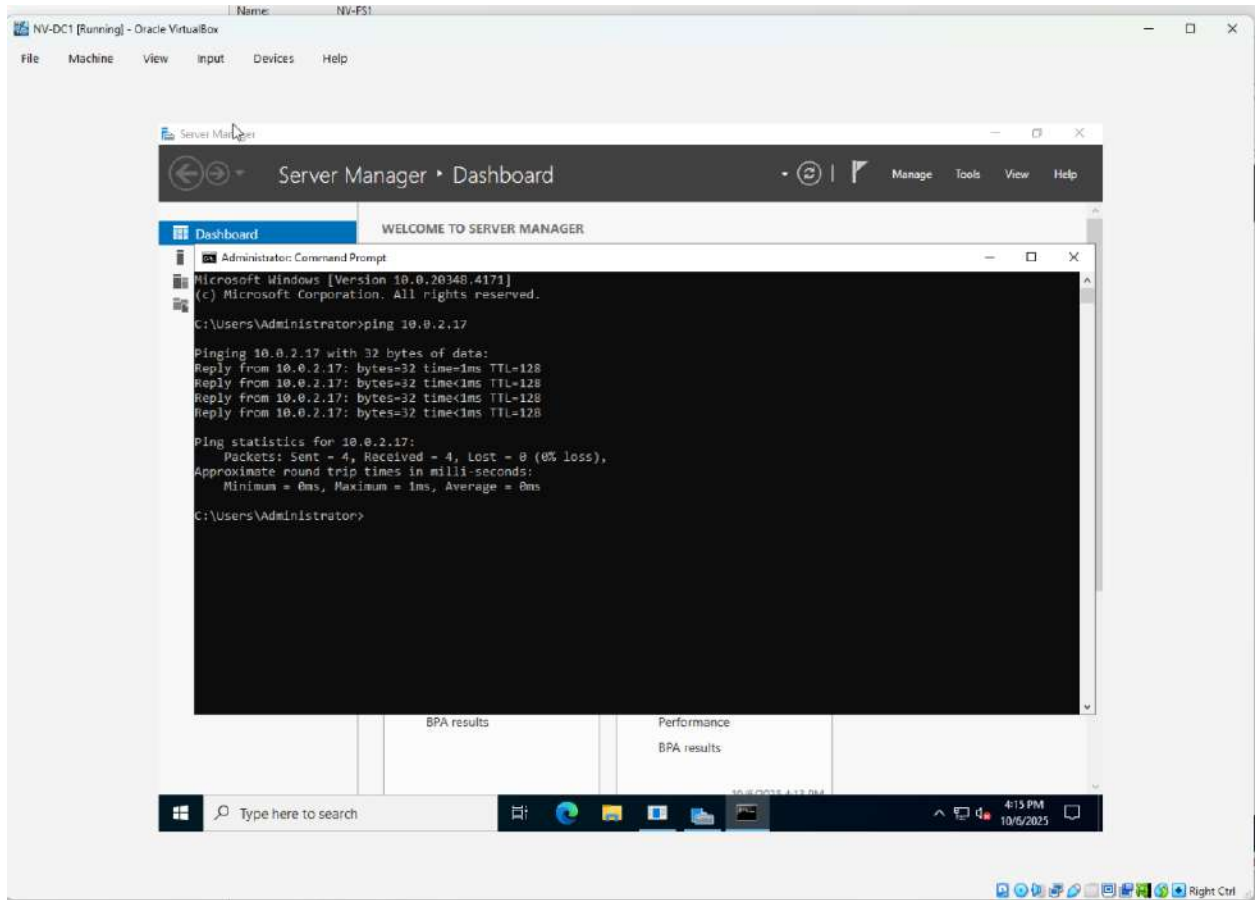 Name: NV-FS1
NV-DC1 [Running] - Oracle VirtualBox
File Machine View Input Devices Help
Server Manager
Server Manager • Dashboard
Manage Tools View Help
Dashboard
WELCOME TO SERVER MANAGER
Administrator: Command Prompt
Microsoft Windows [Version 10.0.20348.4171]
(c) Microsoft Corporation. All rights reserved.
C:\Users\Administrator>ping 10.0.2.17
Pinging 10.0.2.17 with 32 bytes of data:
Reply from 10.0.2.17: bytes=32 time=1ms TTL=128
Reply from 10.0.2.17: bytes=32 time<1ms TTL=128
Reply from 10.0.2.17: bytes=32 time<1ms TTL=128
Reply from 10.0.2.17: bytes=32 time<1ms TTL=128
Ping statistics for 10.0.2.17:
Packets: Sent = 4, Received = 4, Lost = 0 (0% loss),
Approximate round trip times in milli-seconds:
Minimum = 0ms, Maximum = 1ms, Average = 0ms
C:\Users\Administrator>
BPA results
Performance
BPA results
10/6/2025 4:13 PM
Type here to search
4:15 PM
10/6/2025
Right Ctrl